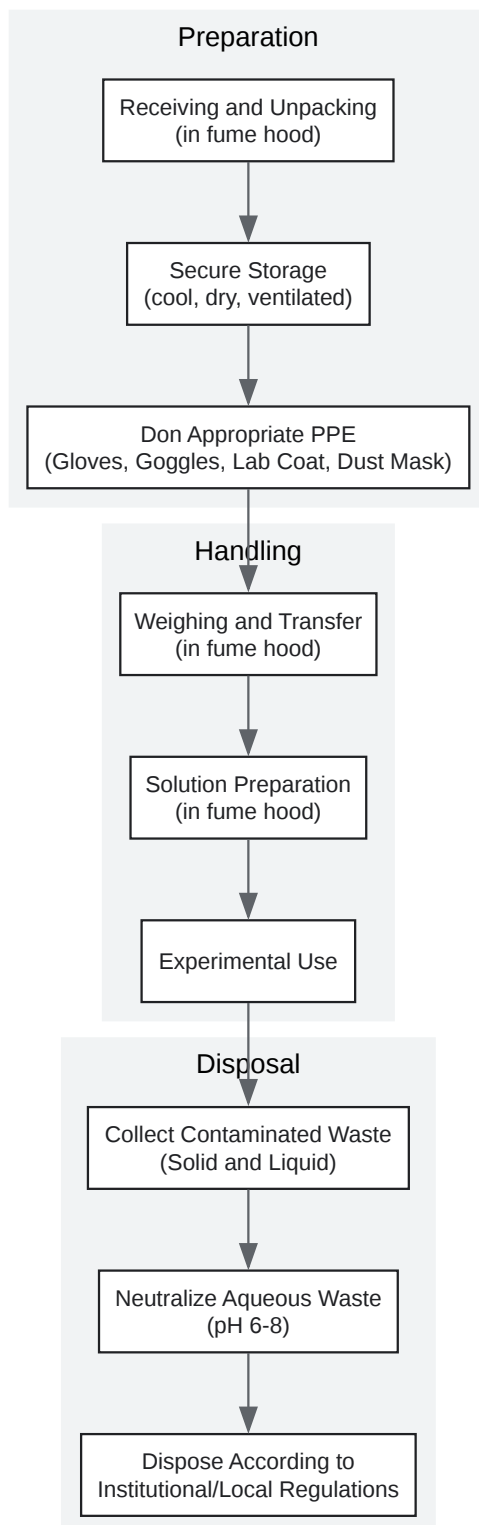 Preparation
Receiving and Unpacking
(in fume hood)
Secure Storage
(cool, dry, ventilated)
Don Appropriate PPE
(Gloves, Goggles, Lab Coat, Dust Mask)
Handling
Weighing and Transfer
(in fume hood)
Solution Preparation
(in fume hood)
Experimental Use
Disposal
Collect Contaminated Waste
(Solid and Liquid)
Neutralize Aqueous Waste
(pH 6-8)
Dispose According to
Institutional/Local Regulations